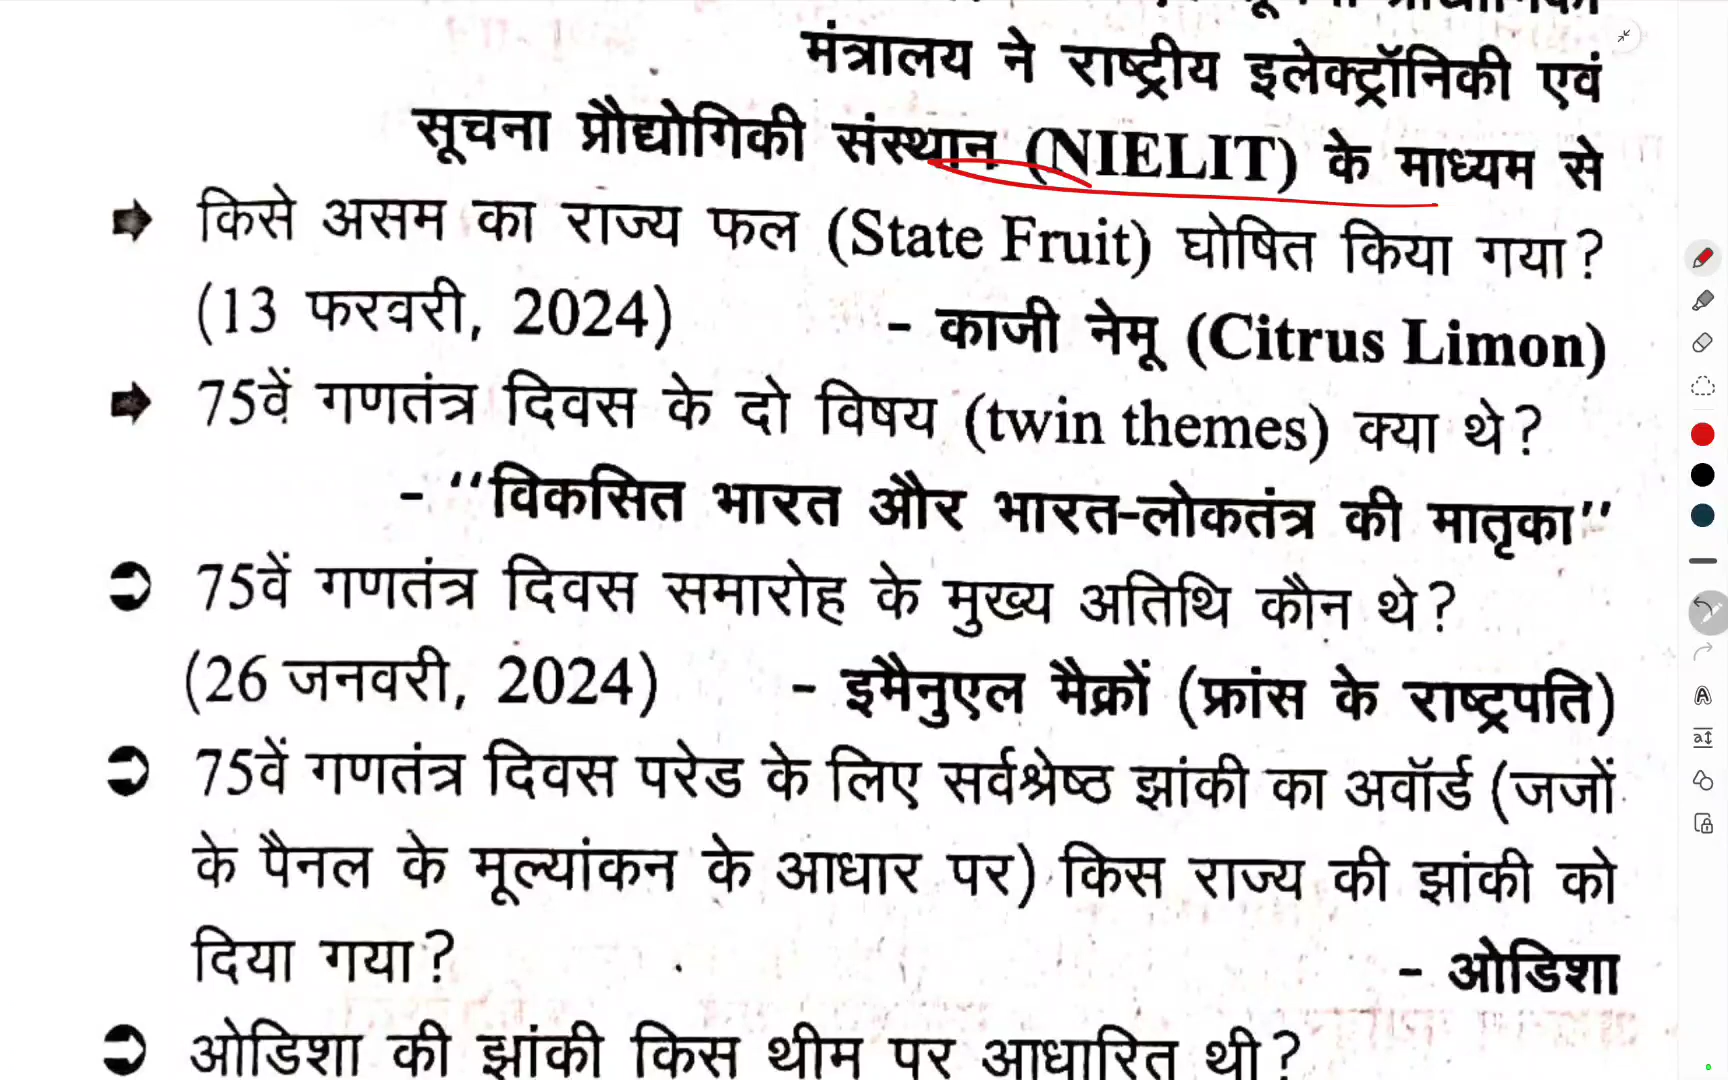 मंत्रालय ने राष्ट्रीय इलेक्ट्रॉनिकी एवं
सूचना प्रौद्योगिकी संस्थान (NIELIT) के माध्यम से
किसे असम का राज्य फल (State Fruit) घोषित किया गया?
(13 फरवरी, 2024) - काजी नेमू (Citrus Limon)
75वें गणतंत्र दिवस के दो विषय (twin themes) क्या थे?
- ‘‘विकसित भारत और भारत-लोकतंत्र की मातृका’’
75वें गणतंत्र दिवस समारोह के मुख्य अतिथि कौन थे?
(26 जनवरी, 2024) - इमैनुएल मैक्रों (फ्रांस के राष्ट्रपति)
75वें गणतंत्र दिवस परेड के लिए सर्वश्रेष्ठ झांकी का अवॉर्ड (जजों
के पैनल के मूल्यांकन के आधार पर) किस राज्य की झांकी को
दिया गया? - ओडिशा
ओडिशा की झांकी किस थीम पर आधारित थी?